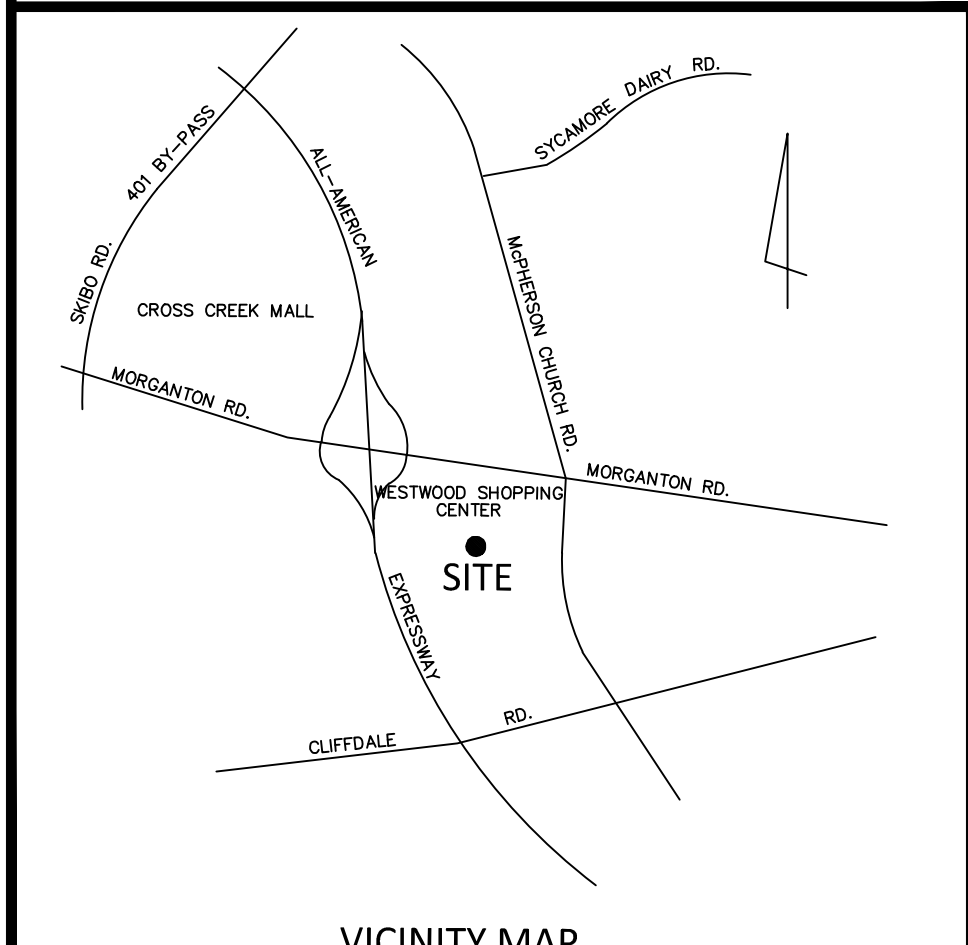 SYCAMORE DAIRY RD.
401 BY-PASS
ALL-AMERICAN
SKIBO RD.
McPHERSON CHURCH RD.
CROSS CREEK MALL
MORGANTON RD.
MORGANTON RD.
WESTWOOD SHOPPING
CENTER
SITE
EXPRESSWAY
CLIFFDALE RD.
VICINITY MAP